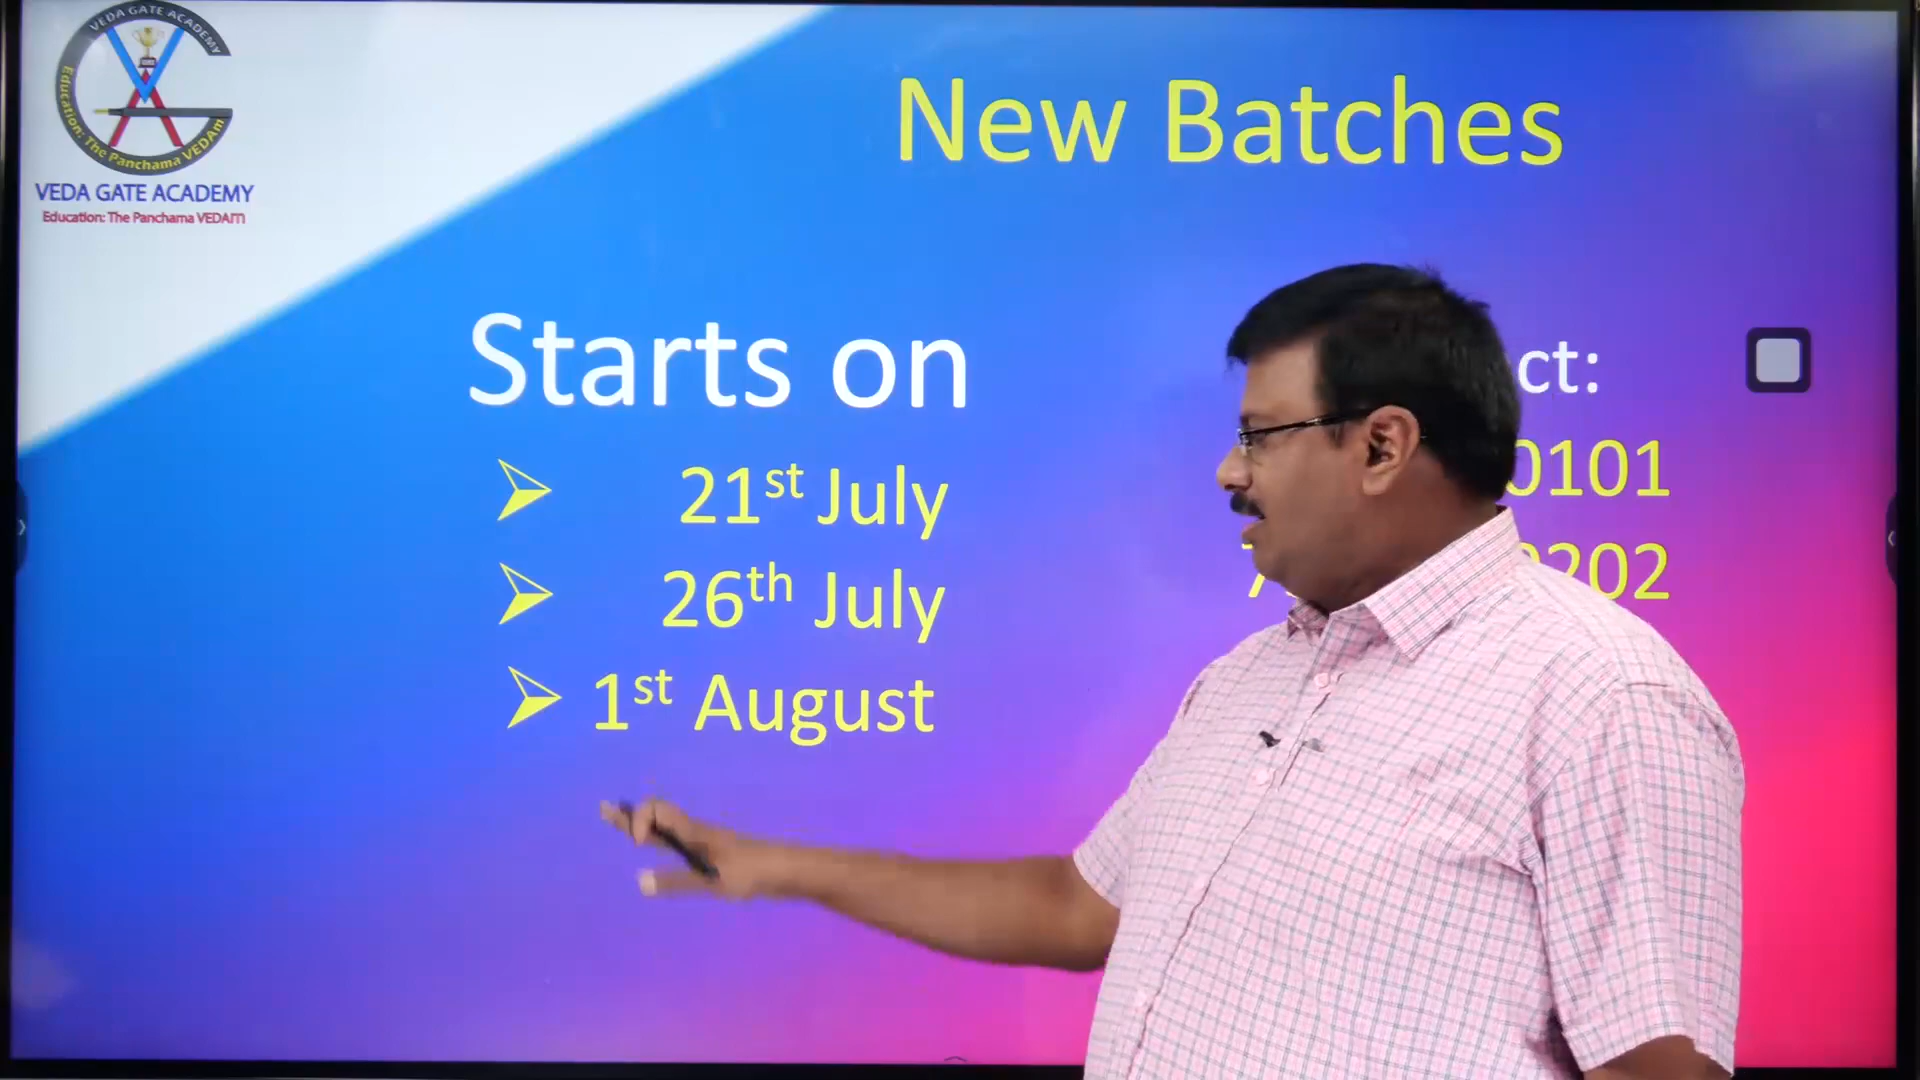 VEDA GATE ACADEMY
Education: The Panchama VEDAm
VEDA GATE ACADEMY
Education: The Panchama VEDAm
New Batches
Starts on
21st July
26th July
1st August
ct:
0101
202